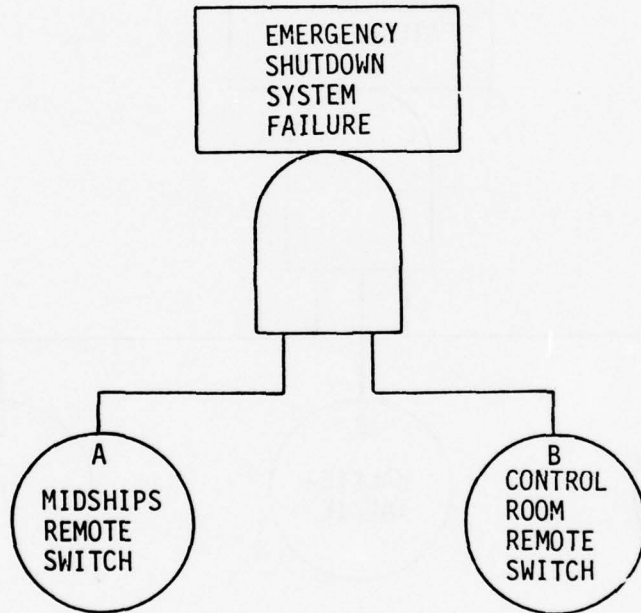 EMERGENCY
SHUTDOWN
SYSTEM
FAILURE
A
MIDSHIPS
REMOTE
SWITCH
B
CONTROL
ROOM
REMOTE
SWITCH